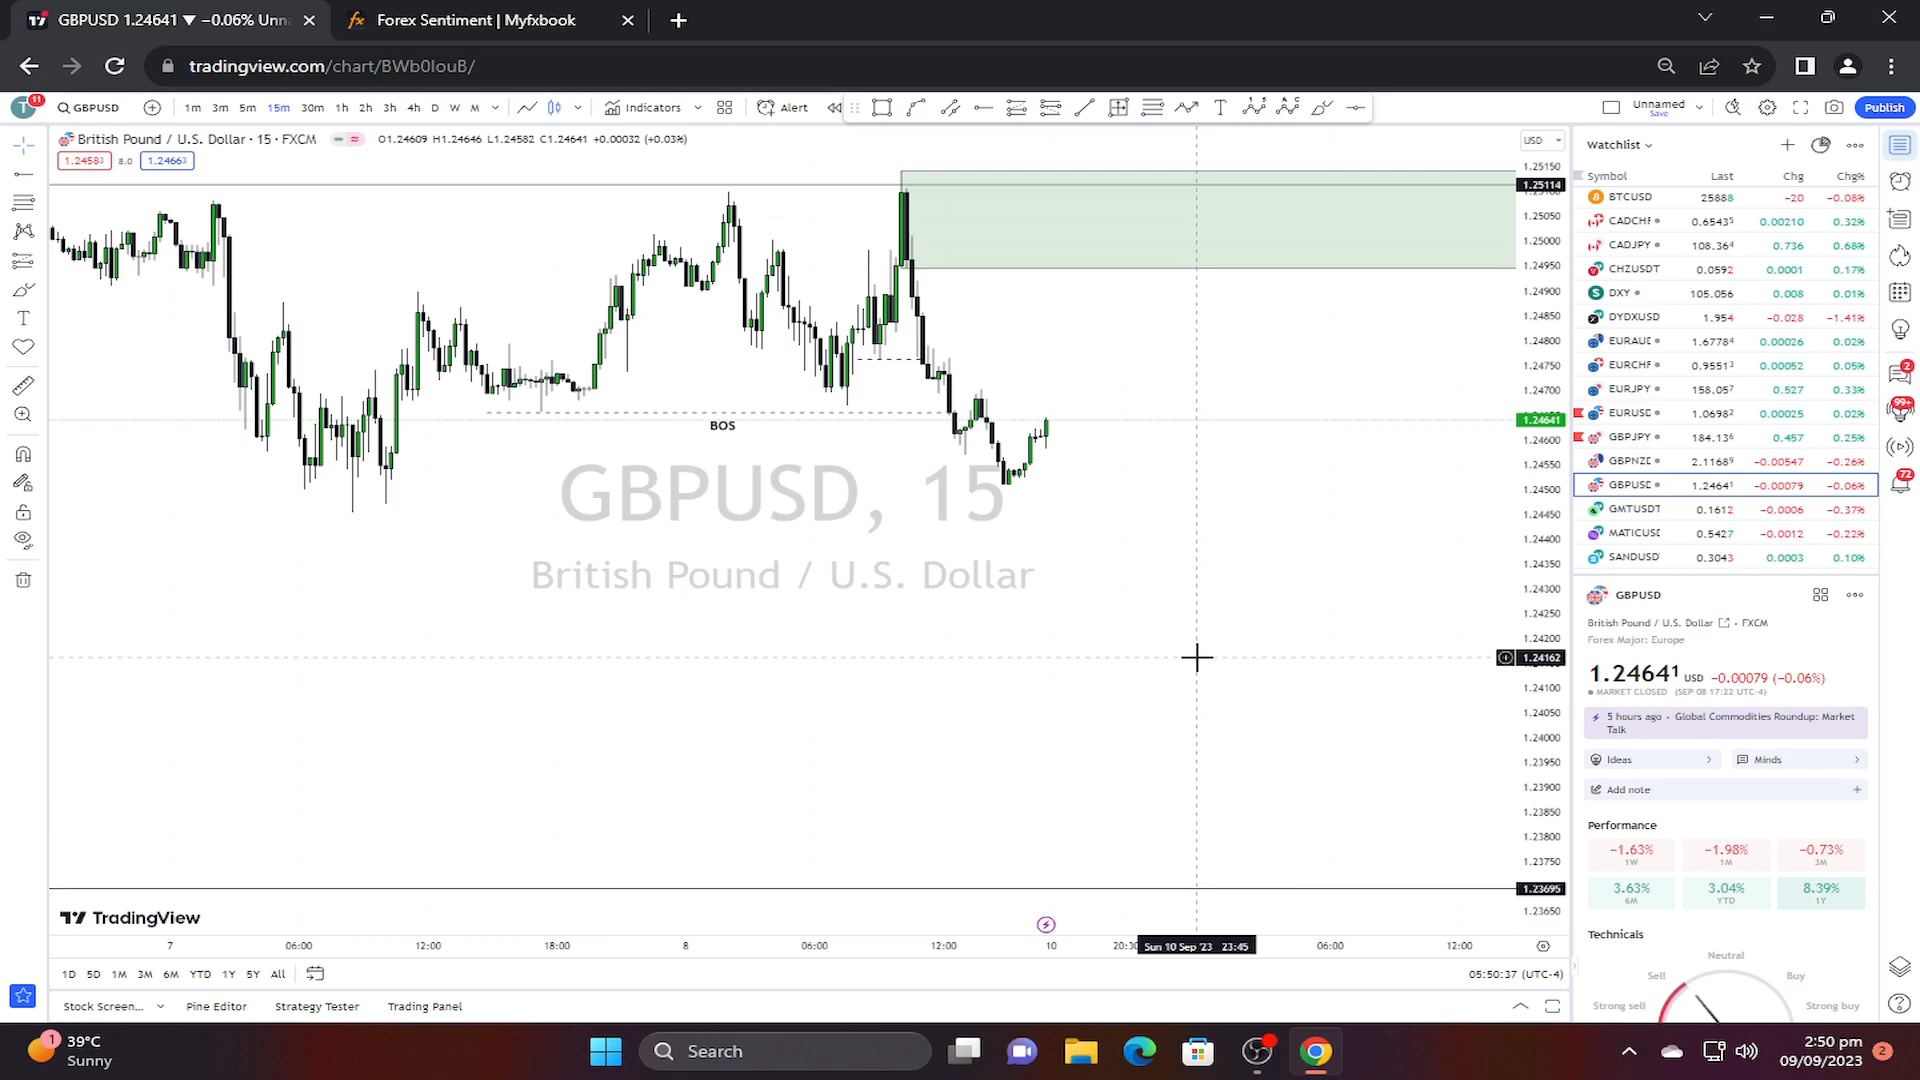 GBPUSD 1.24641 ▼ −0.06% Unna
Forex Sentiment | Myfxbook
tradingview.com/chart/BWb0IouB/
T 11 GBPUSD 1m 3m 5m 15m 30m 1h 2h 3h 4h D W M Indicators Alert T Unnamed Save Publish
British Pound / U.S. Dollar · 15 · FXCM O1.24609 H1.24646 L1.24582 C1.24641 +0.00032 (+0.03%)
1.24583 8.0 1.24663
USD
1.25150
1.25114
1.25050
1.25000
1.24950
1.24900
1.24850
1.24800
1.24750
1.24700
1.24641
1.24600
1.24550
1.24500
1.24450
1.24400
1.24350
1.24300
1.24250
1.24200
1.24162
1.24100
1.24050
1.24000
1.23950
1.23900
1.23850
1.23800
1.23750
1.23695
1.23650
BOS
GBPUSD, 15
British Pound / U.S. Dollar
TradingView
7 06:00 12:00 18:00 8 06:00 12:00 10 20:30 Sun 10 Sep '23 23:45 06:00 12:00
1D 5D 1M 3M 6M YTD 1Y 5Y All 05:50:37 (UTC-4)
Stock Screen... Pine Editor Strategy Tester Trading Panel
Watchlist
Symbol Last Chg Chg%
BTCUSD 25888 −20 −0.08%
CADCHF 0.65435 0.00210 0.32%
CADJPY 108.364 0.736 0.68%
CHZUSDT 0.0592 0.0001 0.17%
DXY 105.056 0.008 0.01%
DYDXUSD 1.954 −0.028 −1.41%
EURAUD 1.67784 0.00026 0.02%
EURCHF 0.95513 0.00052 0.05%
EURJPY 158.057 0.527 0.33%
EURUSD 1.06982 0.00025 0.02%
GBPJPY 184.136 0.457 0.25%
GBPNZD 2.11689 −0.00547 −0.26%
GBPUSD 1.24641 −0.00079 −0.06%
GMTUSDT 0.1612 −0.0006 −0.37%
MATICUSD 0.5427 −0.0012 −0.22%
SANDUSD 0.3043 0.0003 0.10%
GBPUSD
British Pound / U.S. Dollar · FXCM
Forex Major: Europe
1.24641 USD −0.00079 (−0.06%)
MARKET CLOSED (SEP 08 17:22 UTC-4)
5 hours ago · Global Commodities Roundup: Market
Talk
Ideas Minds
Add note
Performance
−1.63% −1.98% −0.73%
1W 1M 3M
3.63% 3.04% 8.39%
6M YTD 1Y
Technicals
Neutral
Sell Buy
Strong sell Strong buy
2
99+
72
1 39°C
Sunny
Search
2:50 pm
09/09/2023
2